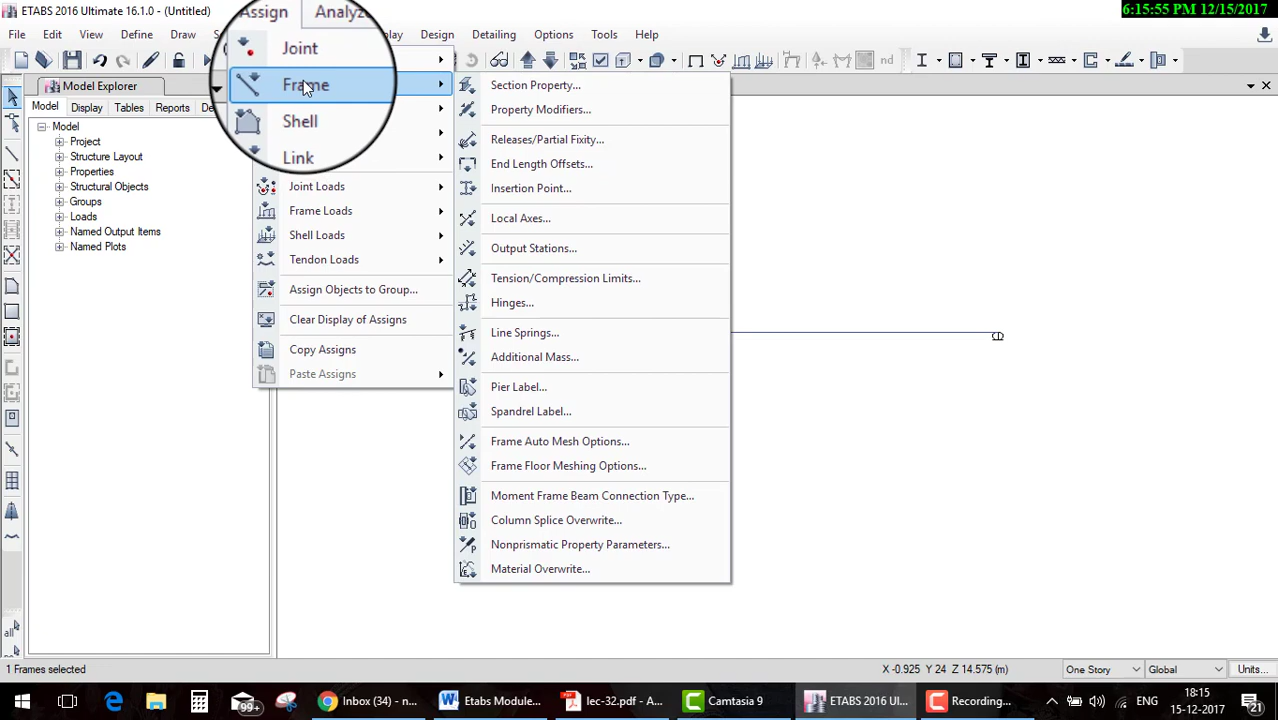 ETABS 2016 Ultimate 16.1.0 - (Untitled)
6:15:55 PM 12/15/2017
Assign
File Edit View Define Draw Design Detailing Options Tools Help
Joint
Frame
Shell
Link
nd
Model Explorer
Model Display Tables Reports
Model
Project
Structure Layout
Properties
Structural Objects
Groups
Loads
Named Output Items
Named Plots
Joint Loads
Frame Loads
Shell Loads
Tendon Loads
Assign Objects to Group...
Clear Display of Assigns
Copy Assigns
Paste Assigns
Section Property...
Property Modifiers...
Releases/Partial Fixity...
End Length Offsets...
Insertion Point...
Local Axes...
Output Stations...
Tension/Compression Limits...
Hinges...
Line Springs...
Additional Mass...
Pier Label...
Spandrel Label...
Frame Auto Mesh Options...
Frame Floor Meshing Options...
Moment Frame Beam Connection Type...
Column Splice Overwrite...
Nonprismatic Property Parameters...
Material Overwrite...
all
1 Frames selected
X -0.925 Y 24 Z 14.575 (m)
One Story
Global
Units...
99+
Inbox (34) - n...
Etabs Module...
lec-32.pdf - A...
Camtasia 9
ETABS 2016 Ul...
Recording...
ENG
18:15
15-12-2017
21